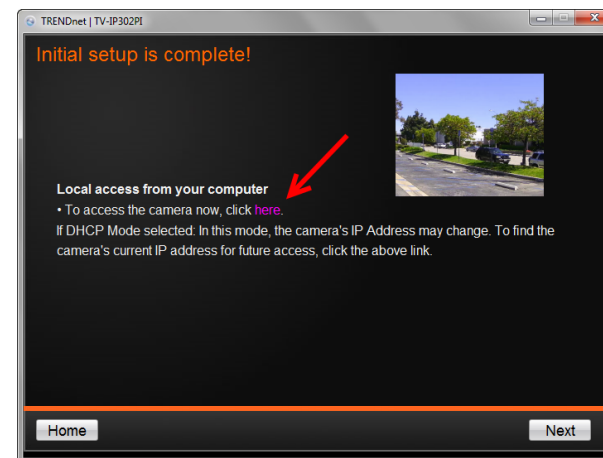 TRENDnet | TV-IP302PI
Initial setup is complete!
Local access from your computer
• To access the camera now, click here.
If DHCP Mode selected: In this mode, the camera's IP Address may change. To find the
camera's current IP address for future access, click the above link.
Home
Next